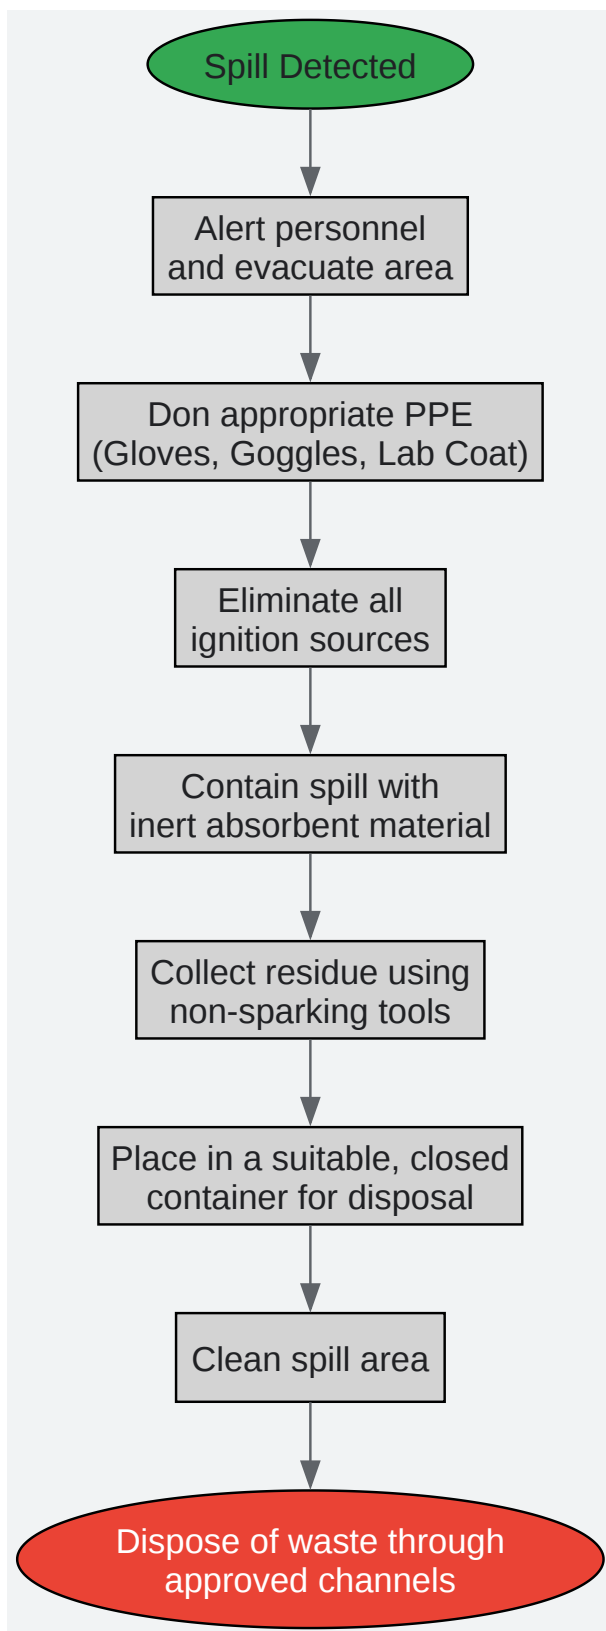 Spill Detected
Alert personnel
and evacuate area
Don appropriate PPE
(Gloves, Goggles, Lab Coat)
Eliminate all
ignition sources
Contain spill with
inert absorbent material
Collect residue using
non-sparking tools
Place in a suitable, closed
container for disposal
Clean spill area
Dispose of waste through
approved channels